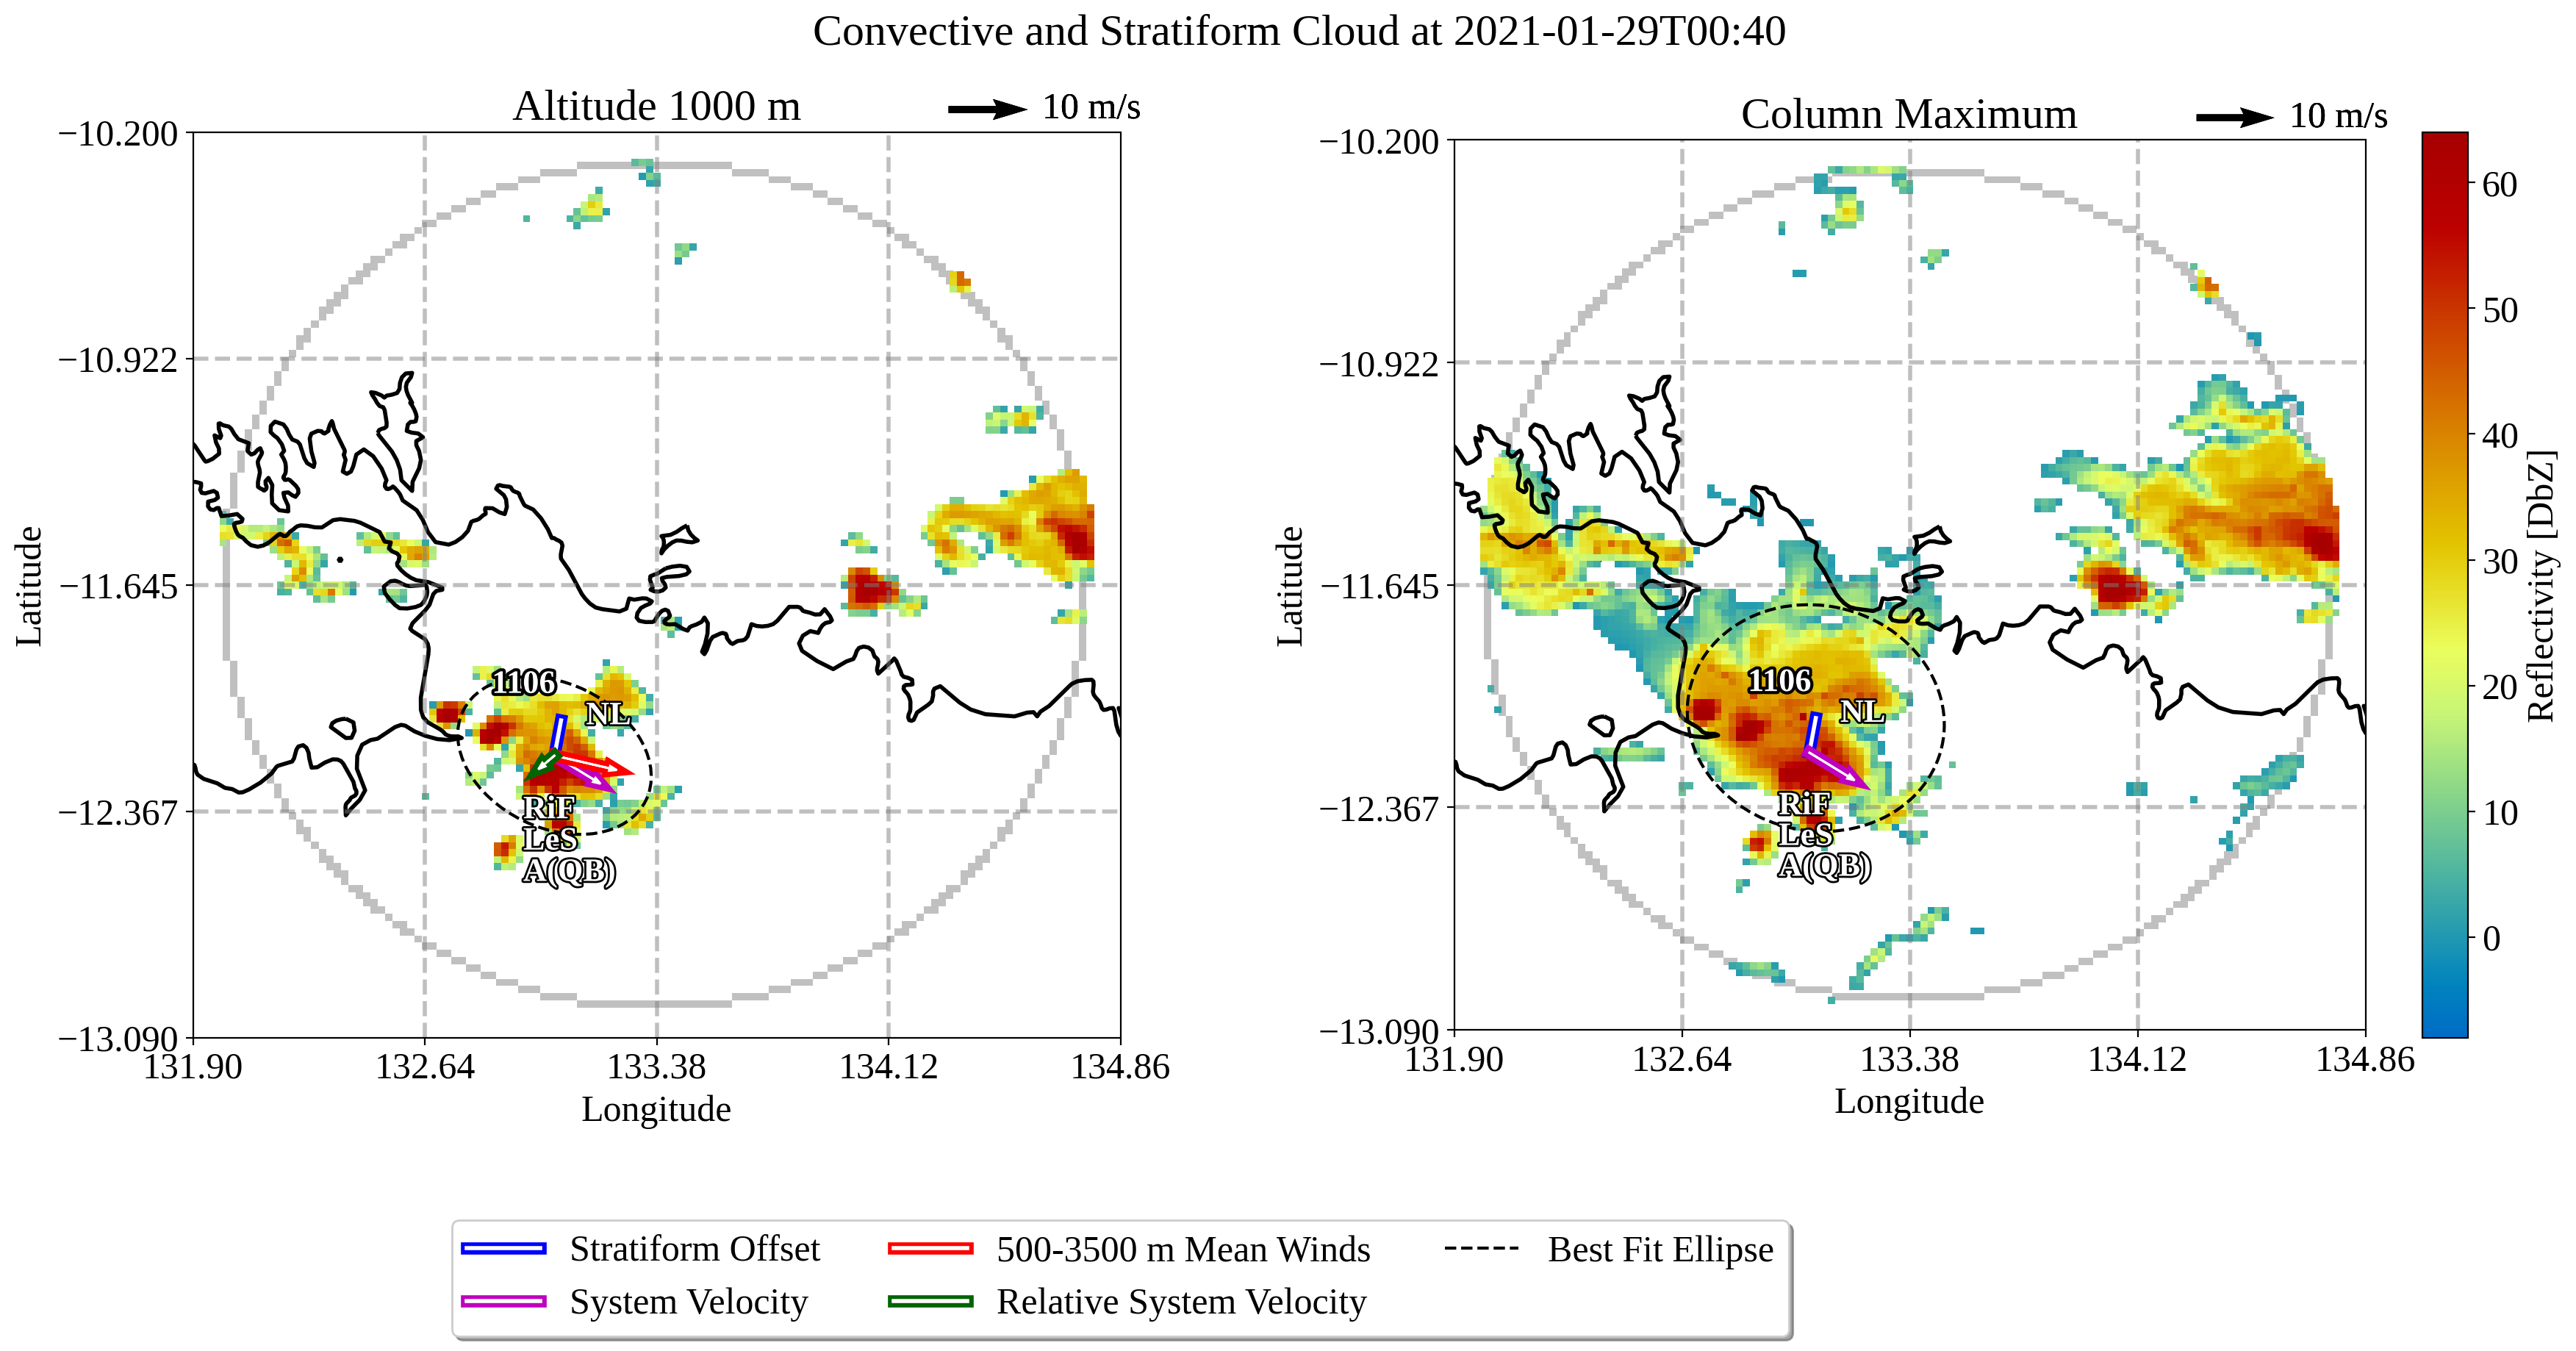 Convective and Stratiform Cloud at 2021-01-29T00:40
Altitude 1000 m
10 m/s
−10.200
−10.922
−11.645
−12.367
−13.090
131.90
132.64
133.38
134.12
134.86
Latitude
Longitude
1106
NL
RiF
LeS
A(QB)
Column Maximum
10 m/s
−10.200
−10.922
−11.645
−12.367
−13.090
131.90
132.64
133.38
134.12
134.86
Latitude
Longitude
1106
NL
RiF
LeS
A(QB)
60
50
40
30
20
10
0
Reflectivity [DbZ]
Stratiform Offset
500-3500 m Mean Winds
Best Fit Ellipse
System Velocity
Relative System Velocity